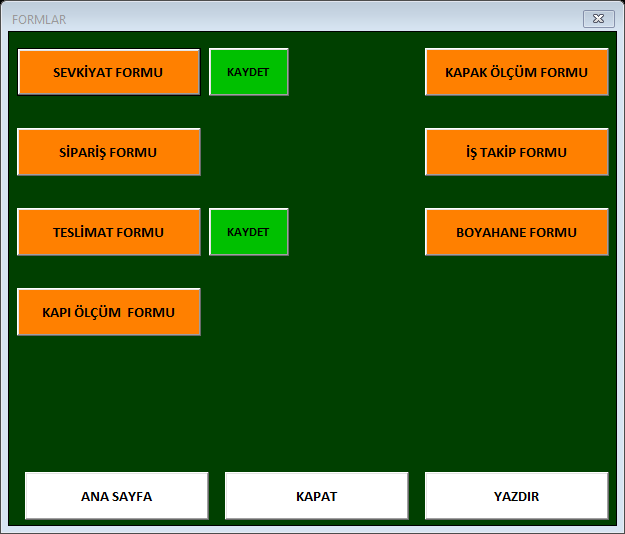 FORMLAR
SEVKİYAT FORMU
KAYDET
KAPAK ÖLÇÜM FORMU
SİPARİŞ FORMU
İŞ TAKİP FORMU
TESLİMAT FORMU
KAYDET
BOYAHANE FORMU
KAPI ÖLÇÜM  FORMU
ANA SAYFA
KAPAT
YAZDIR